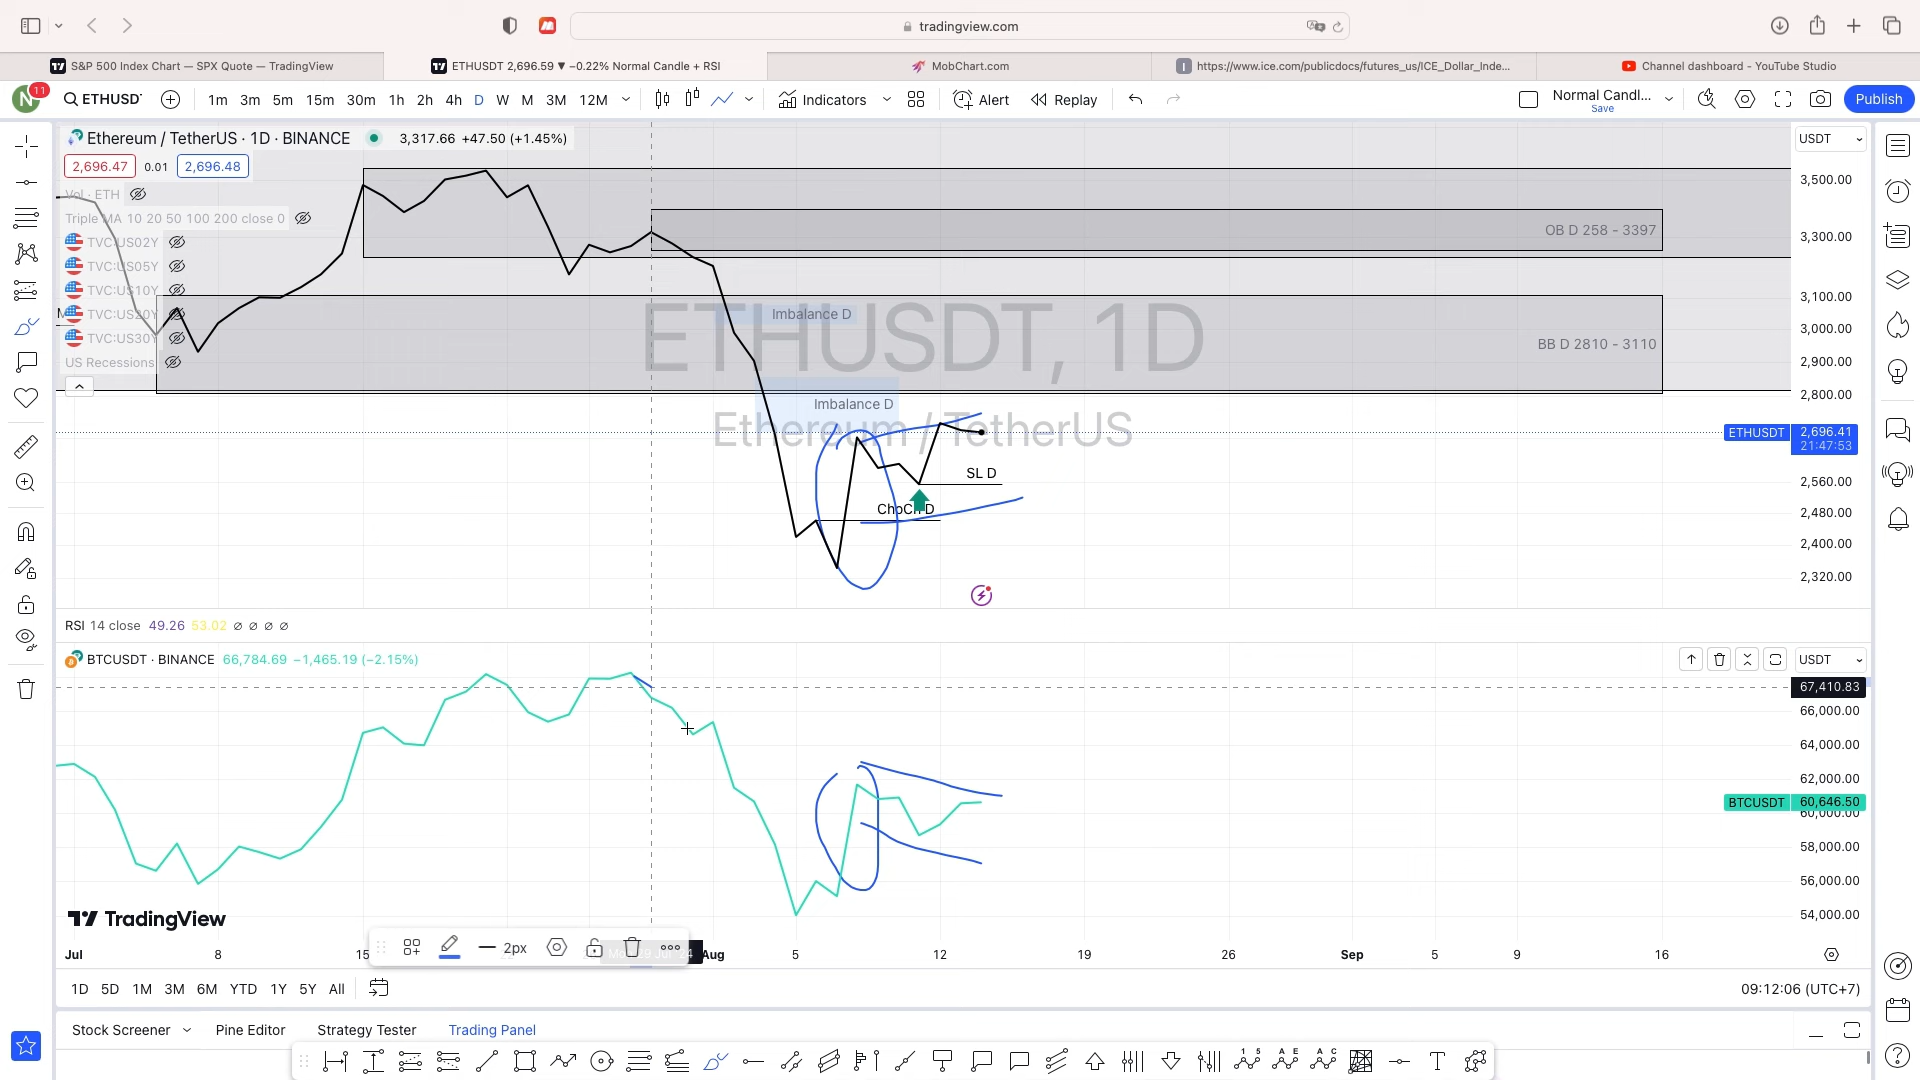 tradingview.com
S&P 500 Index Chart — SPX Quote — TradingView
ETHUSDT 2,696.59 ▼ −0.22% Normal Candle + RSI
MobChart.com
https://www.ice.com/publicdocs/futures_us/ICE_Dollar_Inde...
Channel dashboard - YouTube Studio
N 11
ETHUSD
1m 3m 5m 15m 30m 1h 2h 4h D W M 3M 12M
Indicators
Alert
Replay
Normal Candl...
Save
Publish
Ethereum / TetherUS · 1D · BINANCE 3,317.66 +47.50 (+1.45%)
USDT
2,696.47 0.01 2,696.48
Vol · ETH
Triple MA 10 20 50 100 200 close 0
TVC:US02Y
TVC:US05Y
TVC:US10Y
TVC:US20Y
TVC:US30Y
US Recessions
ETHUSDT, 1D
Ethereum / TetherUS
OB D 258 - 3397
Imbalance D
BB D 2810 - 3110
Imbalance D
SL D
ChoCh D
3,500.00
3,300.00
3,100.00
3,000.00
2,900.00
2,800.00
ETHUSDT 2,696.41
21:47:53
2,560.00
2,480.00
2,400.00
2,320.00
RSI 14 close 49.26 53.02 ∅ ∅ ∅ ∅
BTCUSDT · BINANCE 66,784.69 −1,465.19 (−2.15%)
USDT
67,410.83
66,000.00
64,000.00
62,000.00
BTCUSDT 60,646.50
60,000.00
58,000.00
56,000.00
54,000.00
TradingView
2px
Jul 8 15 Aug 5 12 19 26 Sep 5 9 16
1D 5D 1M 3M 6M YTD 1Y 5Y All
09:12:06 (UTC+7)
Stock Screener Pine Editor Strategy Tester Trading Panel